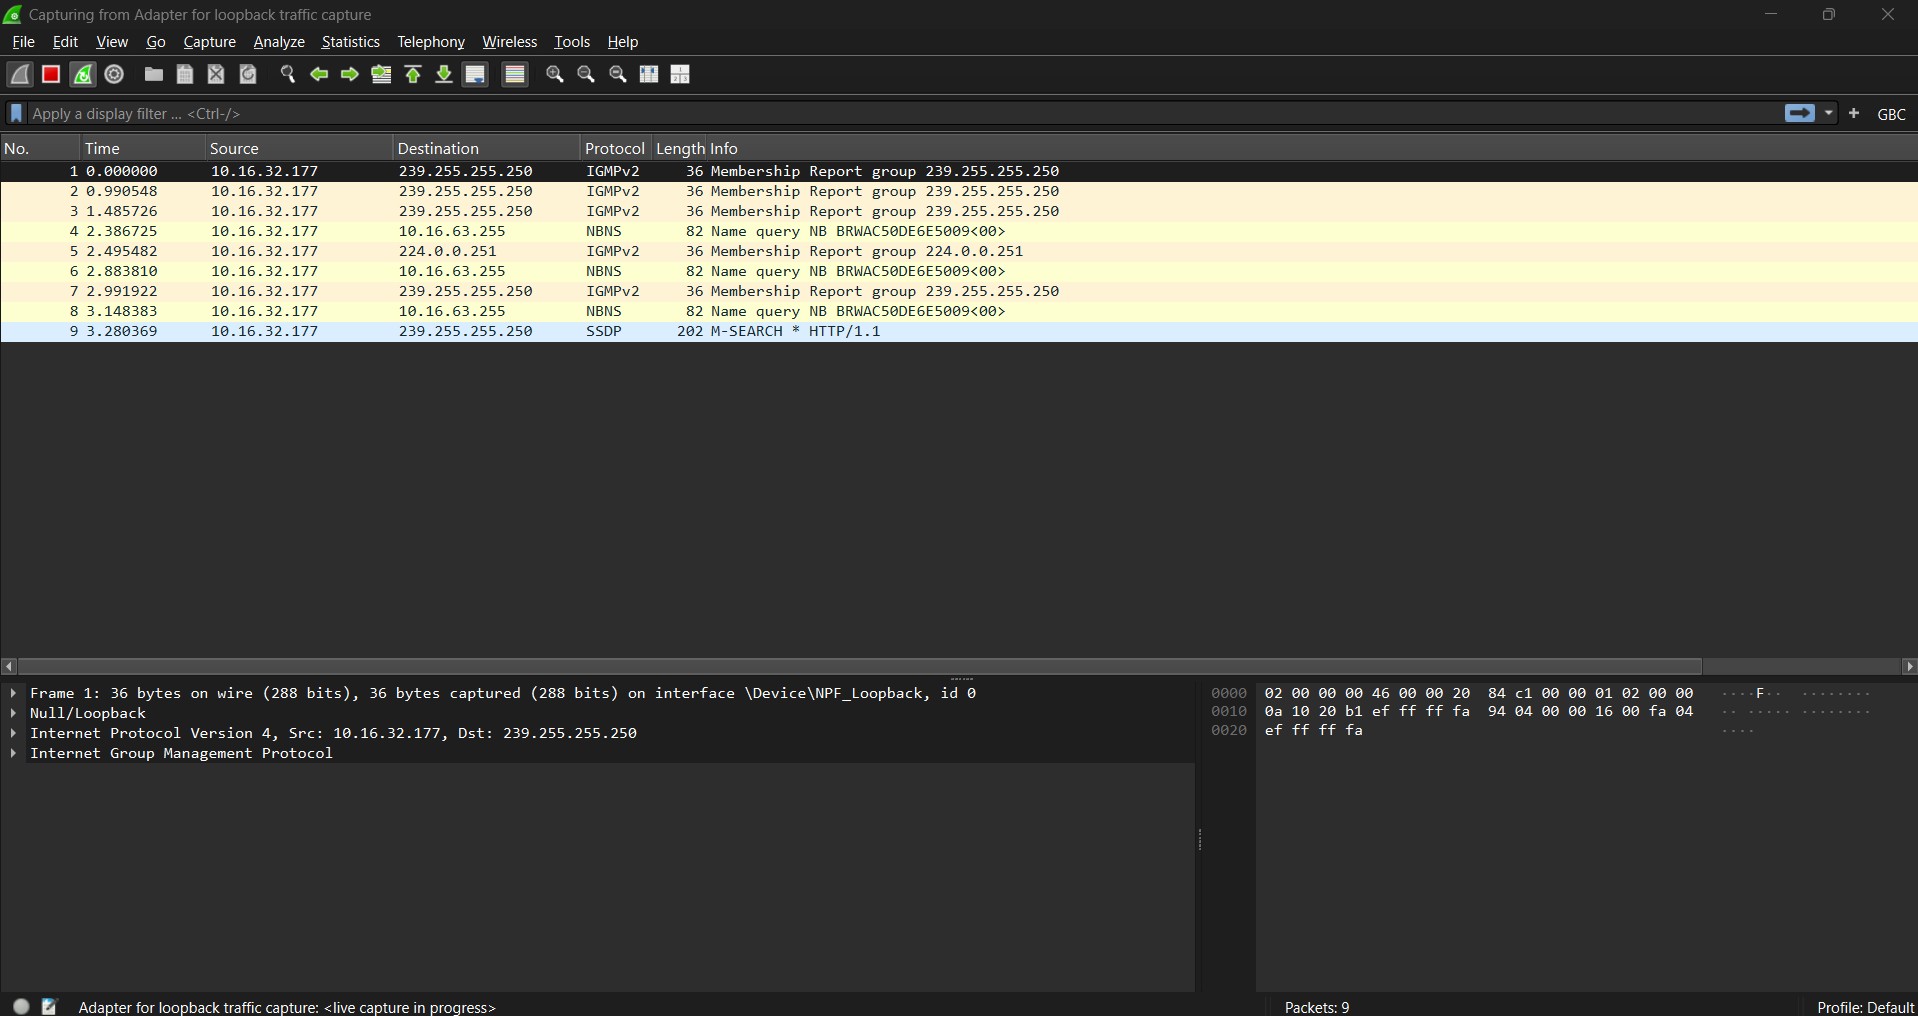 Capturing from Adapter for loopback traffic capture
File Edit View Go Capture Analyze Statistics Telephony Wireless Tools Help
Apply a display filter ... <Ctrl-/> + GBC
No. Time Source Destination Protocol Length Info
1 0.000000 10.16.32.177 239.255.255.250 IGMPv2 36 Membership Report group 239.255.255.250
2 0.990548 10.16.32.177 239.255.255.250 IGMPv2 36 Membership Report group 239.255.255.250
3 1.485726 10.16.32.177 239.255.255.250 IGMPv2 36 Membership Report group 239.255.255.250
4 2.386725 10.16.32.177 10.16.63.255 NBNS 82 Name query NB BRWAC50DE6E5009<00>
5 2.495482 10.16.32.177 224.0.0.251 IGMPv2 36 Membership Report group 224.0.0.251
6 2.883810 10.16.32.177 10.16.63.255 NBNS 82 Name query NB BRWAC50DE6E5009<00>
7 2.991922 10.16.32.177 239.255.255.250 IGMPv2 36 Membership Report group 239.255.255.250
8 3.148383 10.16.32.177 10.16.63.255 NBNS 82 Name query NB BRWAC50DE6E5009<00>
9 3.280369 10.16.32.177 239.255.255.250 SSDP 202 M-SEARCH * HTTP/1.1
Frame 1: 36 bytes on wire (288 bits), 36 bytes captured (288 bits) on interface \Device\NPF_Loopback, id 0
Null/Loopback
Internet Protocol Version 4, Src: 10.16.32.177, Dst: 239.255.255.250
Internet Group Management Protocol
0000 02 00 00 00 46 00 00 20 84 c1 00 00 01 02 00 00 ····F·· ········
0010 0a 10 20 b1 ef ff ff fa 94 04 00 00 16 00 fa 04 ·· ····· ········
0020 ef ff ff fa ····
Adapter for loopback traffic capture: <live capture in progress> Packets: 9 Profile: Default